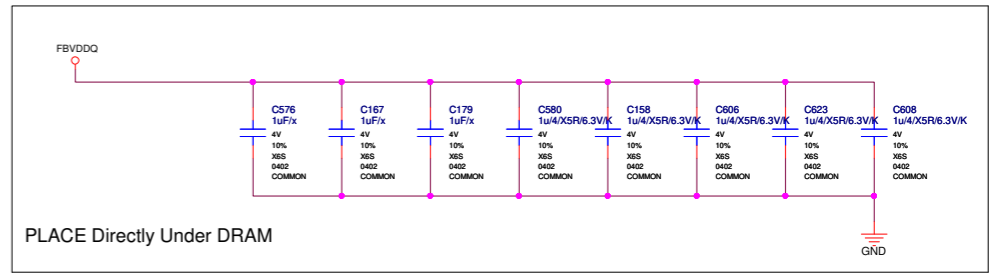 FBVDDQ
C576
1uF/x
4V
10%
X6S
0402
COMMON
C167
1uF/x
4V
10%
X6S
0402
COMMON
C179
1uF/x
4V
10%
X6S
0402
COMMON
C580
1u/4/X5R/6.3V/K
4V
10%
X6S
0402
COMMON
C158
1u/4/X5R/6.3V/K
4V
10%
X6S
0402
COMMON
C606
1u/4/X5R/6.3V/K
4V
10%
X6S
0402
COMMON
C623
1u/4/X5R/6.3V/K
4V
10%
X6S
0402
COMMON
C608
1u/4/X5R/6.3V/K
4V
10%
X6S
0402
COMMON
PLACE Directly Under DRAM
GND